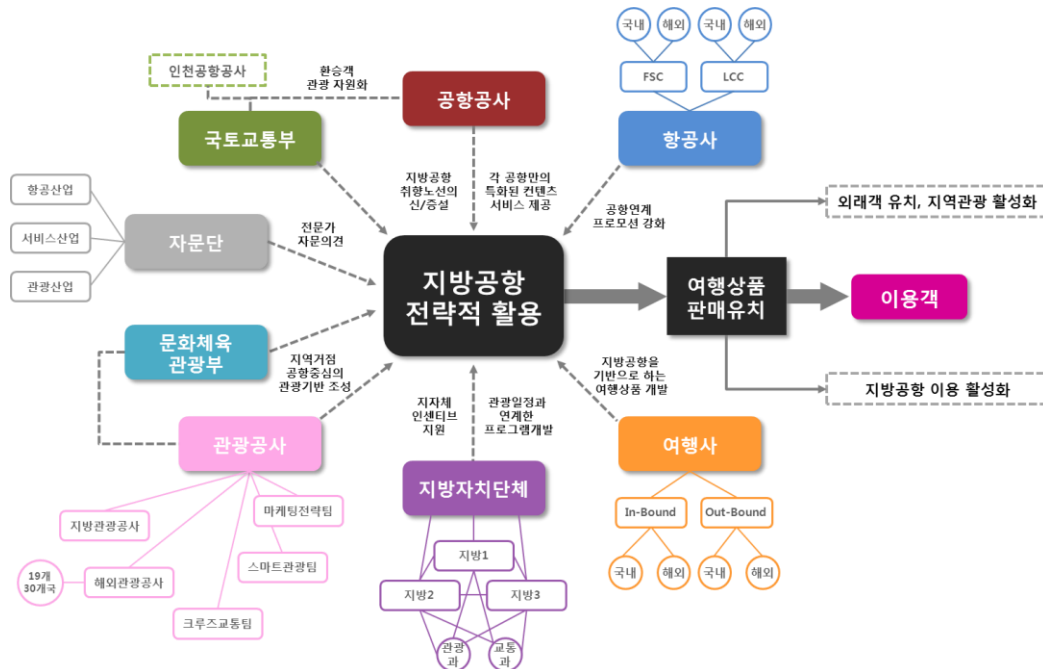 국내
해외
국내
해외
인천공항공사
환승객
관광 자원화
공항공사
FSC
LCC
국토교통부
항공사
지방공항
취항노선의
신/증설
각 공항만의
특화된 컨텐츠
서비스 제공
항공산업
서비스산업
관광산업
자문단
전문가
자문의견
공항연계
프로모션 강화
외래객 유치, 지역관광 활성화
지방공항
전략적 활용
여행상품
판매유치
이용객
문화체육
관광부
지역거점
공항중심의
관광기반 조성
지방공항을
기반으로 하는
여행상품 개발
지방공항 이용 활성화
지자체
인센티브
지원
관광일정과
연계한
프로그램개발
관광공사
지방자치단체
여행사
지방관광공사
마케팅전략팀
In-Bound
Out-Bound
19개
30개국
해외관광공사
스마트관광팀
크루즈교통팀
지방1
지방2
지방3
관광
과
교통
과
국내
해외
국내
해외